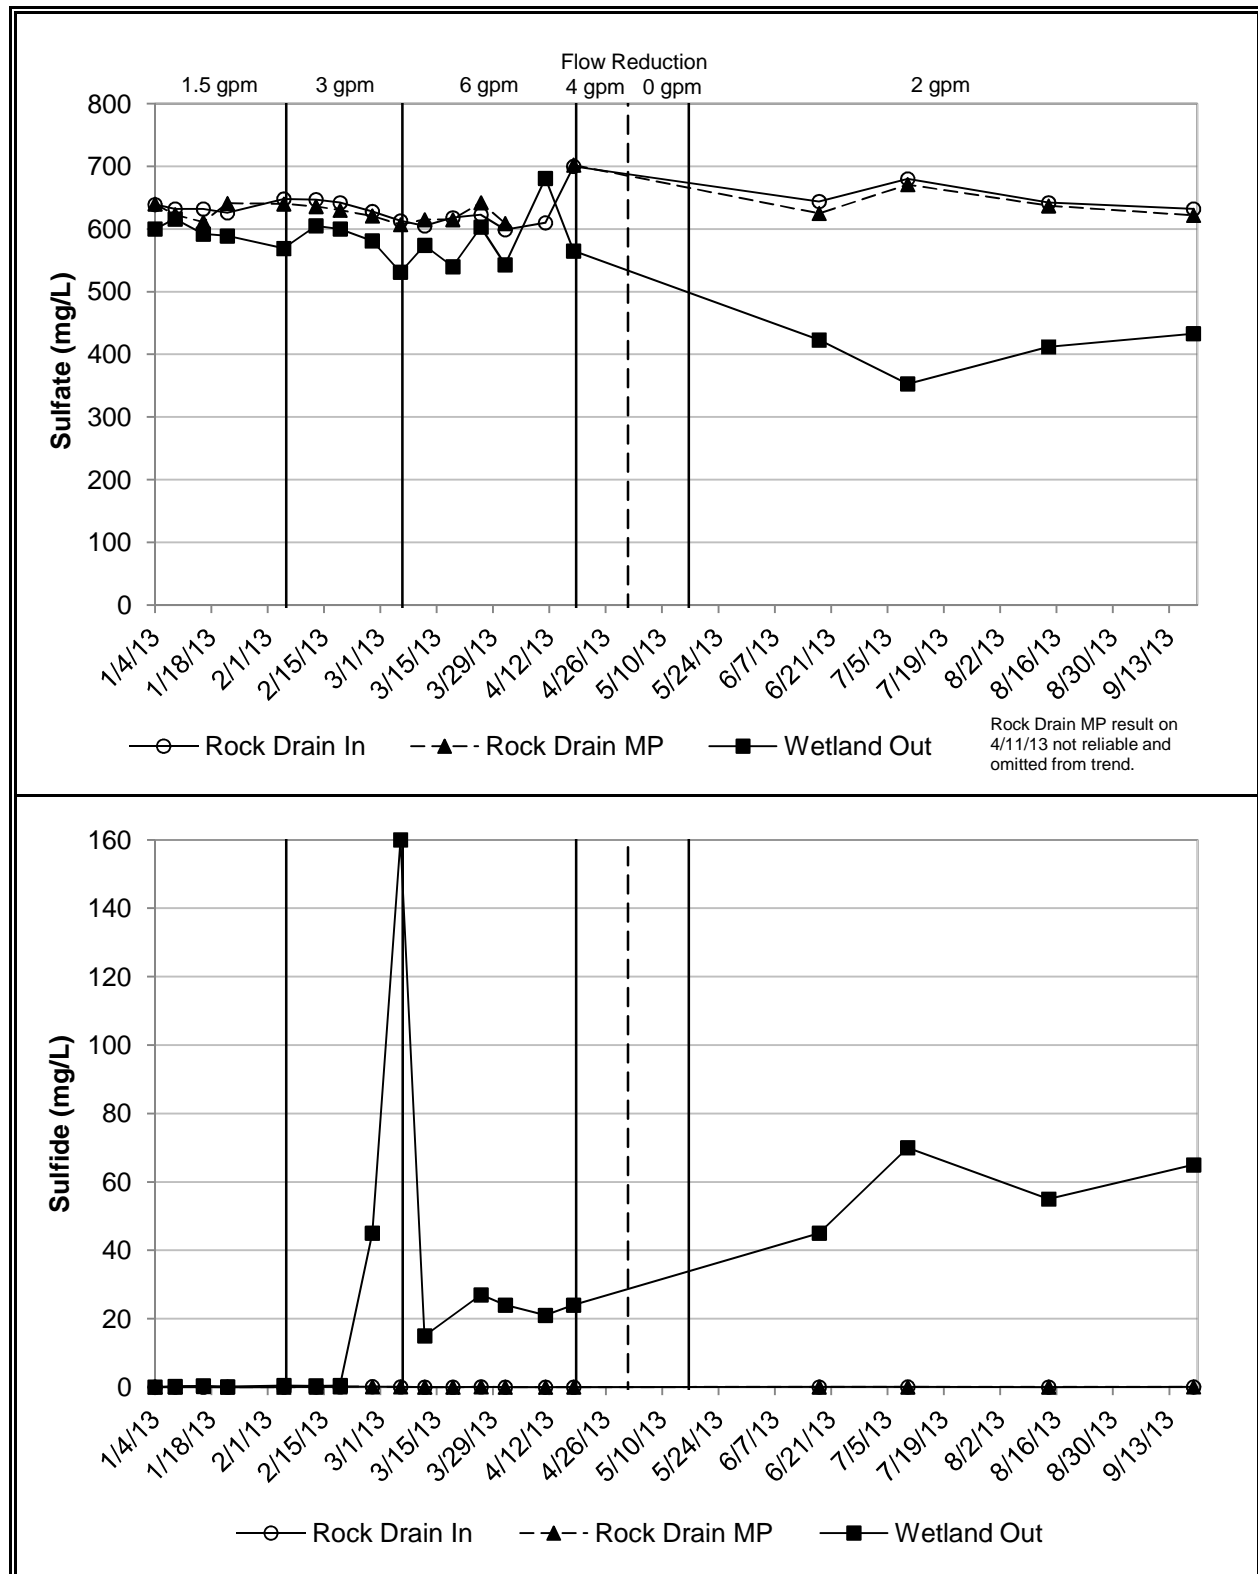 Flow Reduction
1.5 gpm 3 gpm 6 gpm 4 gpm 0 gpm 2 gpm
800
700
600
500
400
300
200
100
0
Sulfate (mg/L)
1/4/13 1/18/13 2/1/13 2/15/13 3/1/13 3/15/13 3/29/13 4/12/13 4/26/13 5/10/13 5/24/13 6/7/13 6/21/13 7/5/13 7/19/13 8/2/13 8/16/13 8/30/13 9/13/13
Rock Drain In Rock Drain MP Wetland Out
Rock Drain MP result on
4/11/13 not reliable and
omitted from trend.
160
140
120
100
80
60
40
20
0
Sulfide (mg/L)
1/4/13 1/18/13 2/1/13 2/15/13 3/1/13 3/15/13 3/29/13 4/12/13 4/26/13 5/10/13 5/24/13 6/7/13 6/21/13 7/5/13 7/19/13 8/2/13 8/16/13 8/30/13 9/13/13
Rock Drain In Rock Drain MP Wetland Out